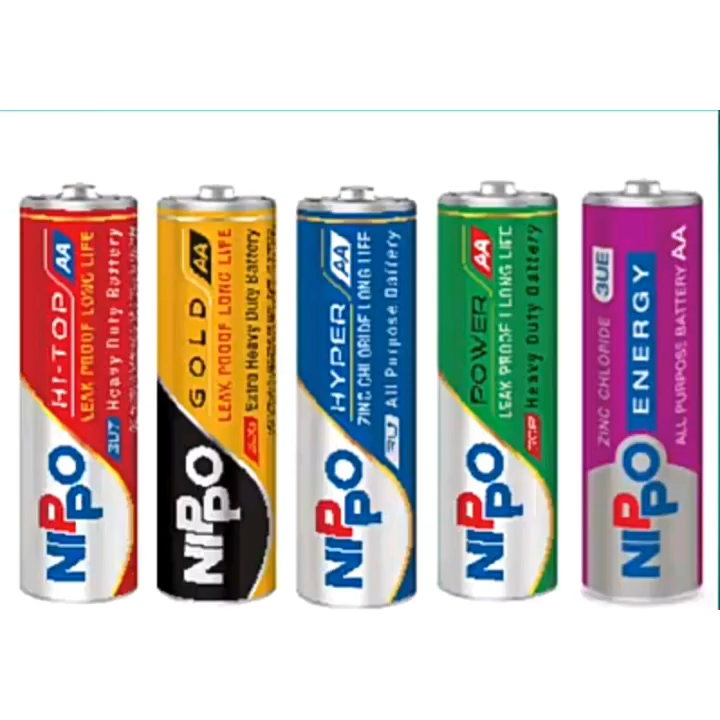 HI-TOP AA
LEAK PROOF LONG LIFE
3U7 Heavy Duty Battery
NIPPO
GOLD AA
LEAK PROOF LONG LIFE
Extra Heavy Duty Battery
NIPPO
HYPER AA
ZINC CHLORIDE LONG LIFE
All Purpose Battery
NIPPO
POWER AA
LEAK PROOF LONG LIFE
Heavy Duty Battery
NIPPO
ZINC CHLORIDE 3UE
NIPPO ENERGY
ALL PURPOSE BATTERY AA